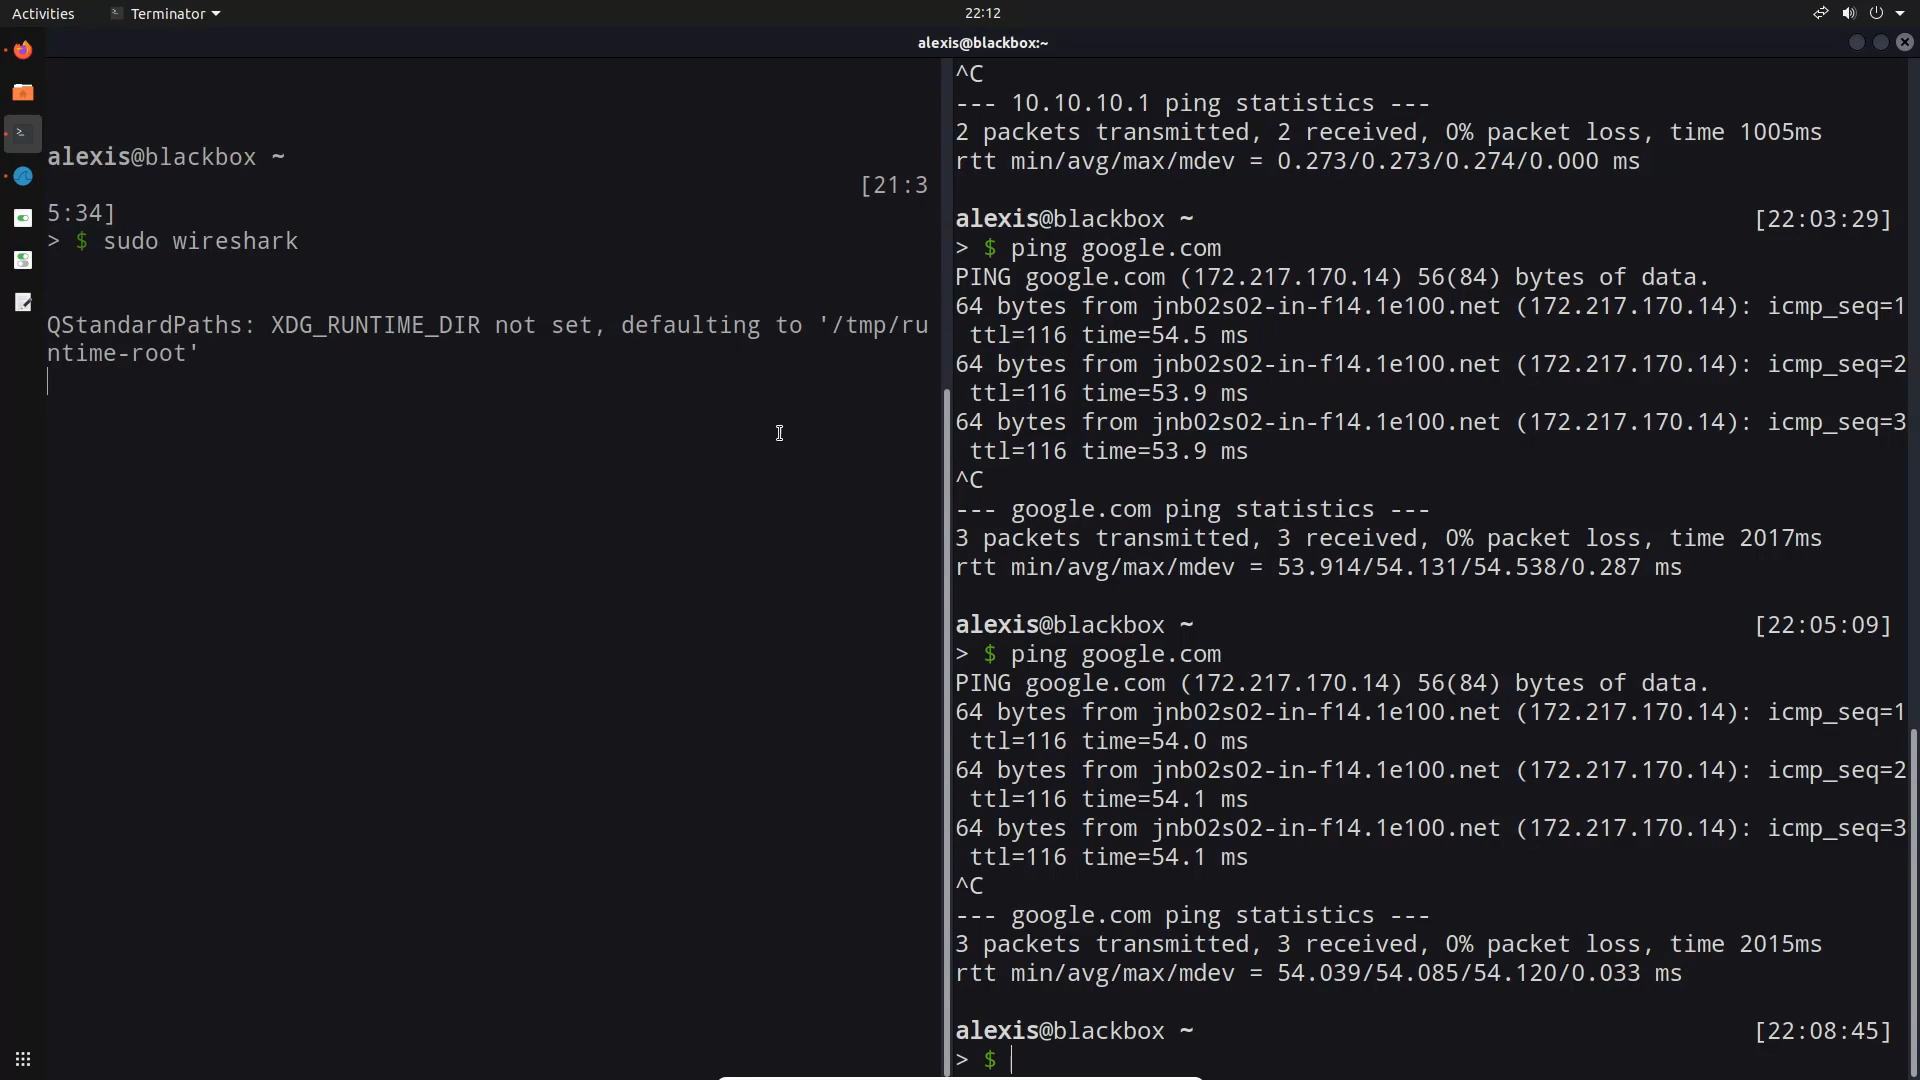 Activities
Terminator
22:12
alexis@blackbox:~
alexis@blackbox ~
[21:3
5:34]
> $ sudo wireshark
QStandardPaths: XDG_RUNTIME_DIR not set, defaulting to '/tmp/ru
ntime-root'
^C
--- 10.10.10.1 ping statistics ---
2 packets transmitted, 2 received, 0% packet loss, time 1005ms
rtt min/avg/max/mdev = 0.273/0.273/0.274/0.000 ms
alexis@blackbox ~ [22:03:29]
> $ ping google.com
PING google.com (172.217.170.14) 56(84) bytes of data.
64 bytes from jnb02s02-in-f14.1e100.net (172.217.170.14): icmp_seq=1
ttl=116 time=54.5 ms
64 bytes from jnb02s02-in-f14.1e100.net (172.217.170.14): icmp_seq=2
ttl=116 time=53.9 ms
64 bytes from jnb02s02-in-f14.1e100.net (172.217.170.14): icmp_seq=3
ttl=116 time=53.9 ms
^C
--- google.com ping statistics ---
3 packets transmitted, 3 received, 0% packet loss, time 2017ms
rtt min/avg/max/mdev = 53.914/54.131/54.538/0.287 ms
alexis@blackbox ~ [22:05:09]
> $ ping google.com
PING google.com (172.217.170.14) 56(84) bytes of data.
64 bytes from jnb02s02-in-f14.1e100.net (172.217.170.14): icmp_seq=1
ttl=116 time=54.0 ms
64 bytes from jnb02s02-in-f14.1e100.net (172.217.170.14): icmp_seq=2
ttl=116 time=54.1 ms
64 bytes from jnb02s02-in-f14.1e100.net (172.217.170.14): icmp_seq=3
ttl=116 time=54.1 ms
^C
--- google.com ping statistics ---
3 packets transmitted, 3 received, 0% packet loss, time 2015ms
rtt min/avg/max/mdev = 54.039/54.085/54.120/0.033 ms
alexis@blackbox ~ [22:08:45]
> $